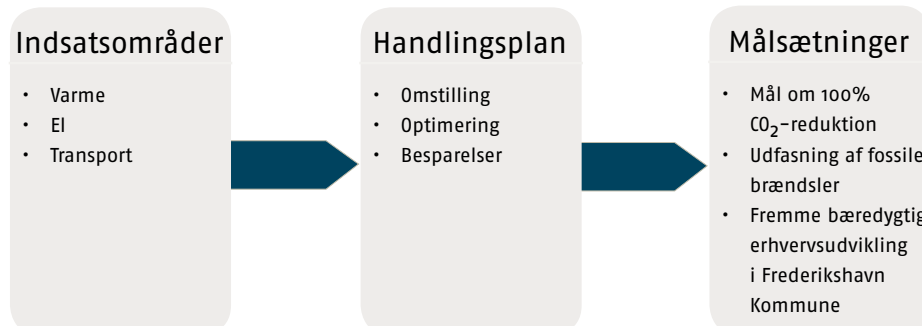 Indsatsområder
• Varme
• El
• Transport
Handlingsplan
• Omstilling
• Optimering
• Besparelser
Målsætninger
• Mål om 100%
CO₂-reduktion
• Udfasning af fossile
brændsler
• Fremme bæredygtig
erhvervsudvikling
i Frederikshavn
Kommune